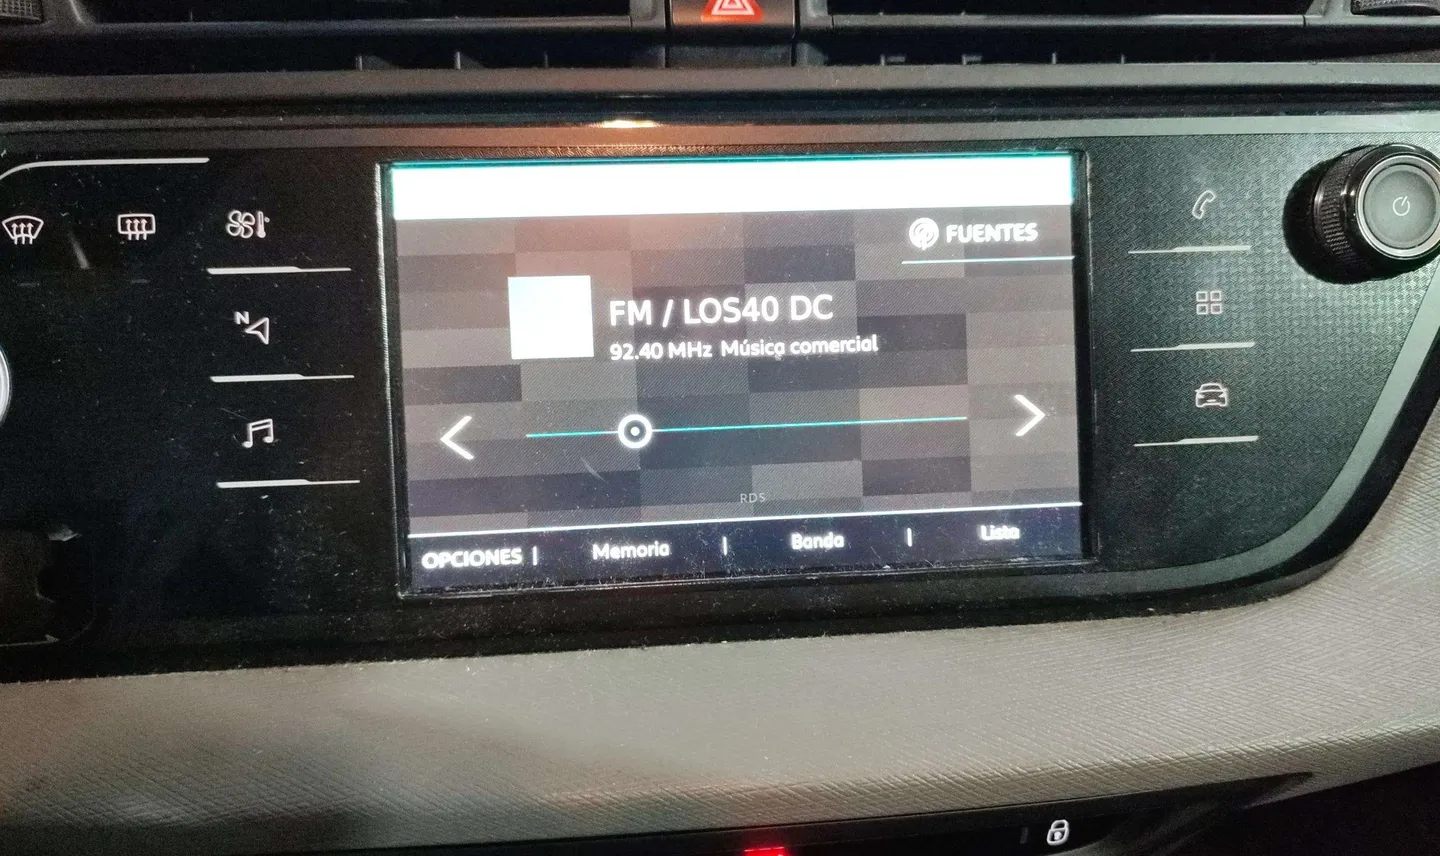 FUENTES
FM / LOS40 DC
92.40 MHz Música comercial
N
RDS
OPCIONES | Memoria | Banda | Lista